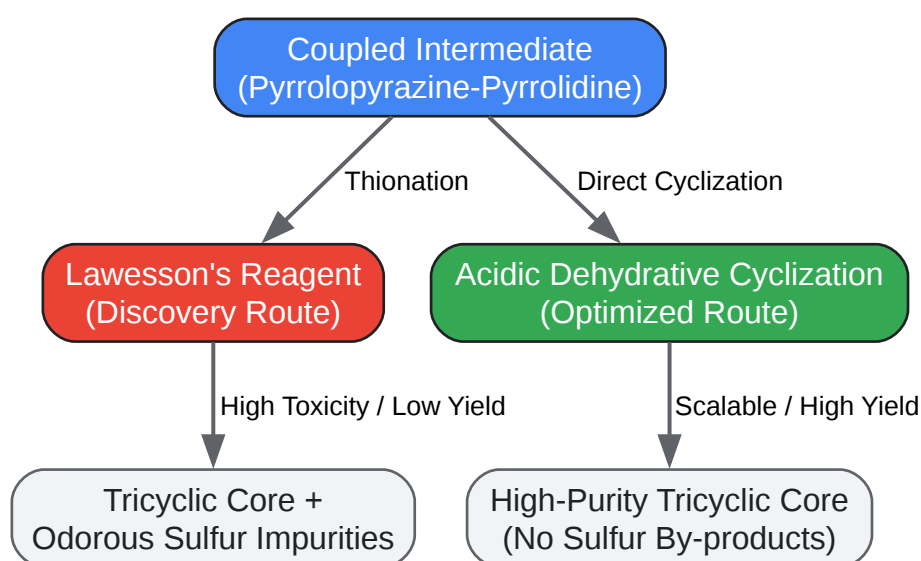 Coupled Intermediate
(Pyrrolopyrazine-Pyrrolidine)
Thionation
Direct Cyclization
Lawesson's Reagent
(Discovery Route)
Acidic Dehydrative Cyclization
(Optimized Route)
High Toxicity / Low Yield
Scalable / High Yield
Tricyclic Core +
Odorous Sulfur Impurities
High-Purity Tricyclic Core
(No Sulfur By-products)